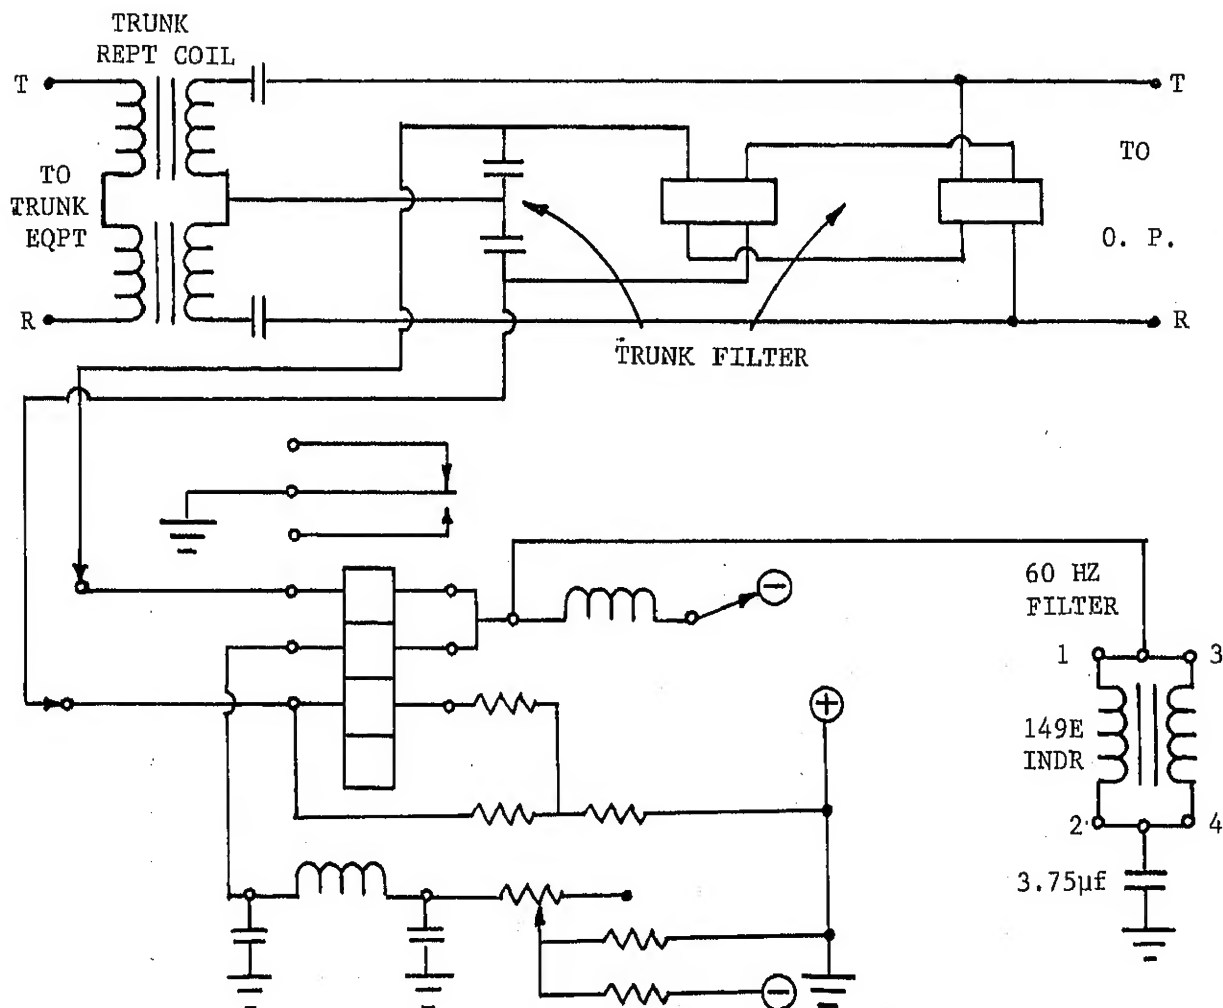 TRUNK
REPT COIL
T
T
TO
TRUNK
EQPT
TO
O. P.
R
R
TRUNK FILTER
60 HZ
FILTER
1
3
149E
INDR
2
4
3.75µf